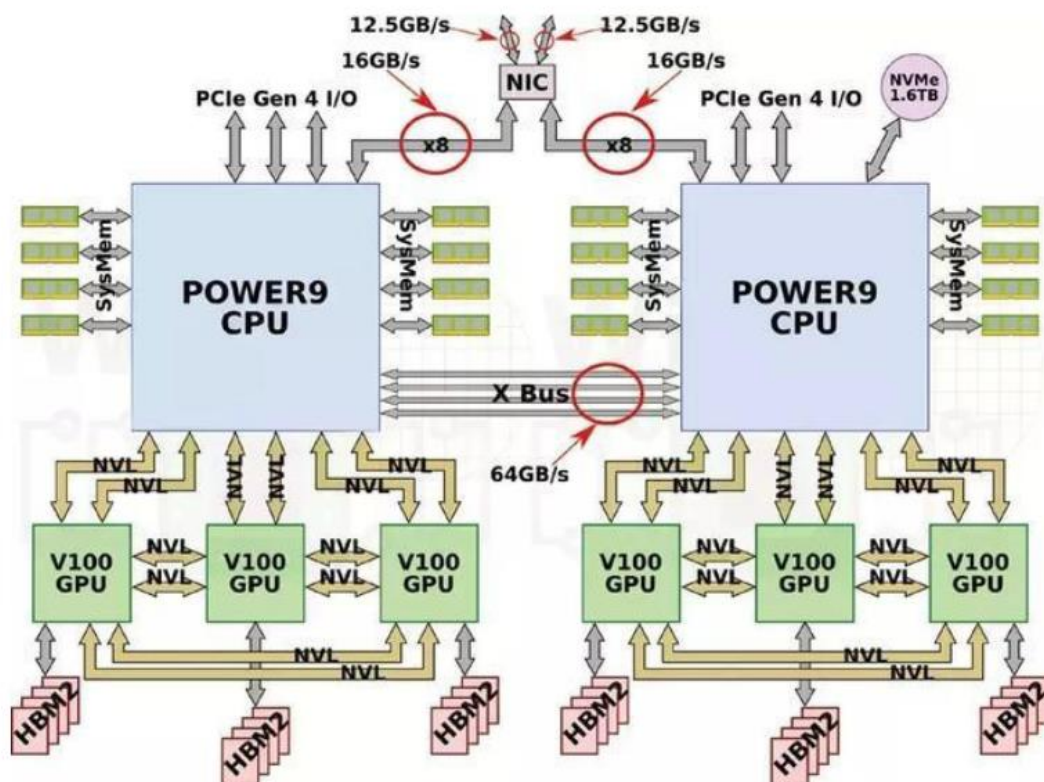 12.5GB/s
12.5GB/s
16GB/s
16GB/s
NIC
NVMe
1.6TB
PCIe Gen 4 I/O
PCIe Gen 4 I/O
x8
x8
SysMem
SysMem
SysMem
SysMem
POWER9
CPU
POWER9
CPU
X Bus
64GB/s
NVL
NVL
NVL
NVL
NVL
NVL
NVL
NVL
NVL
NVL
NVL
NVL
V100
GPU
NVL
NVL
V100
GPU
NVL
NVL
V100
GPU
V100
GPU
NVL
NVL
V100
GPU
NVL
NVL
V100
GPU
NVL
NVL
NVL
NVL
HBM2
HBM2
HBM2
HBM2
HBM2
HBM2